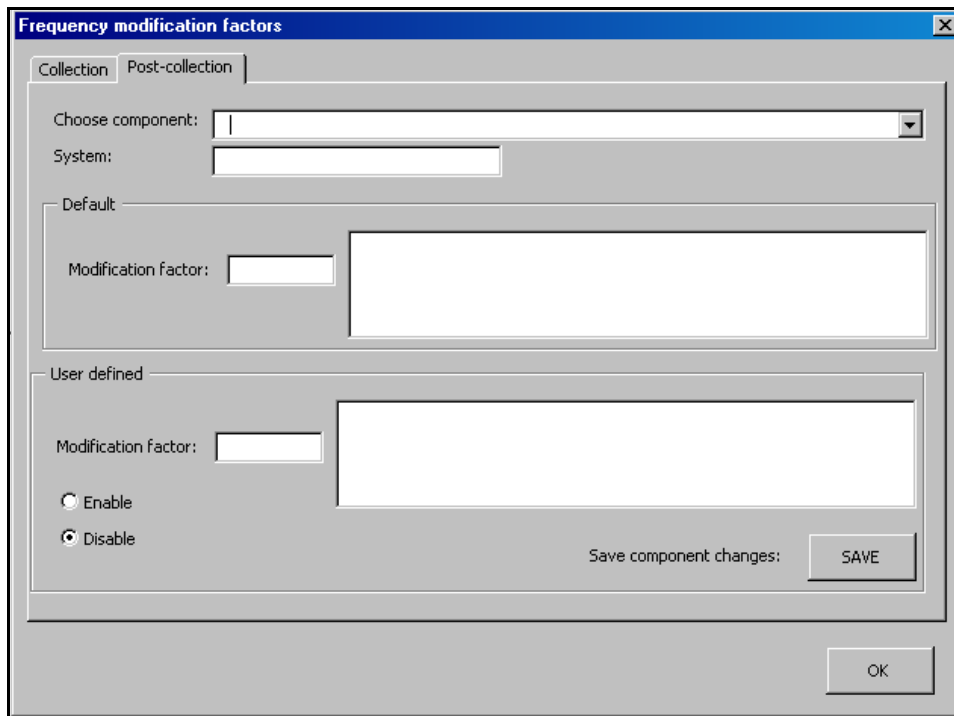 Frequency modification factors
Collection Post-collection
Choose component:
System:
Default
Modification factor:
User defined
Modification factor:
Enable
Disable
Save component changes: SAVE
OK